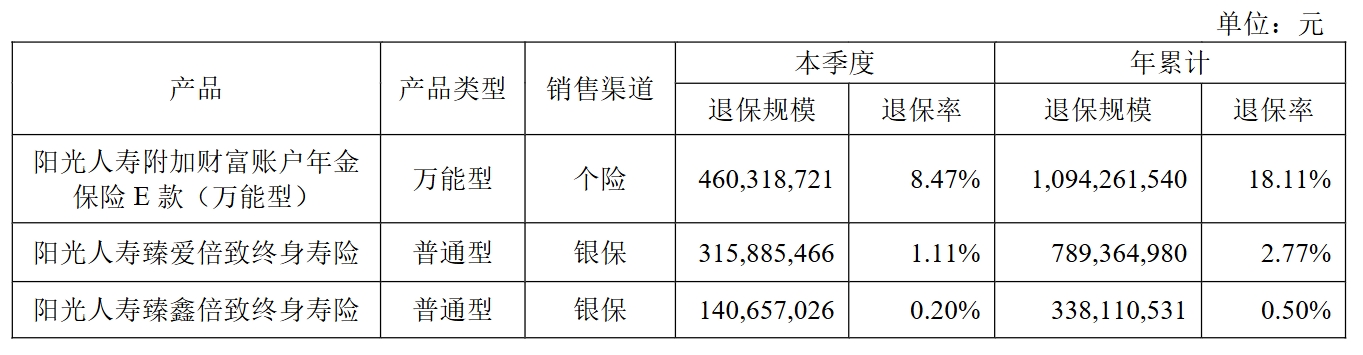 单位：元
产品 产品类型 销售渠道 本季度 年累计
退保规模 退保率 退保规模 退保率
阳光人寿附加财富账户年金
保险 E 款（万能型） 万能型 个险 460,318,721 8.47% 1,094,261,540 18.11%
阳光人寿臻爱倍致终身寿险 普通型 银保 315,885,466 1.11% 789,364,980 2.77%
阳光人寿臻鑫倍致终身寿险 普通型 银保 140,657,026 0.20% 338,110,531 0.50%